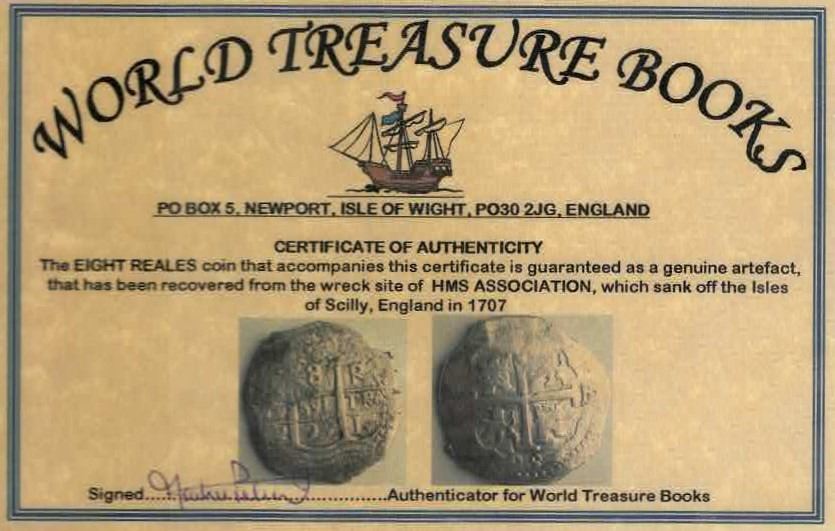 WORLD TREASURE BOOKS
PO BOX 5, NEWPORT, ISLE OF WIGHT, PO30 2JG, ENGLAND
CERTIFICATE OF AUTHENTICITY
The EIGHT REALES coin that accompanies this certificate is guaranteed as a genuine artefact,
that has been recovered from the wreck site of HMS ASSOCIATION, which sank off the Isles
of Scilly, England in 1707
Signed..............................Authenticator for World Treasure Books